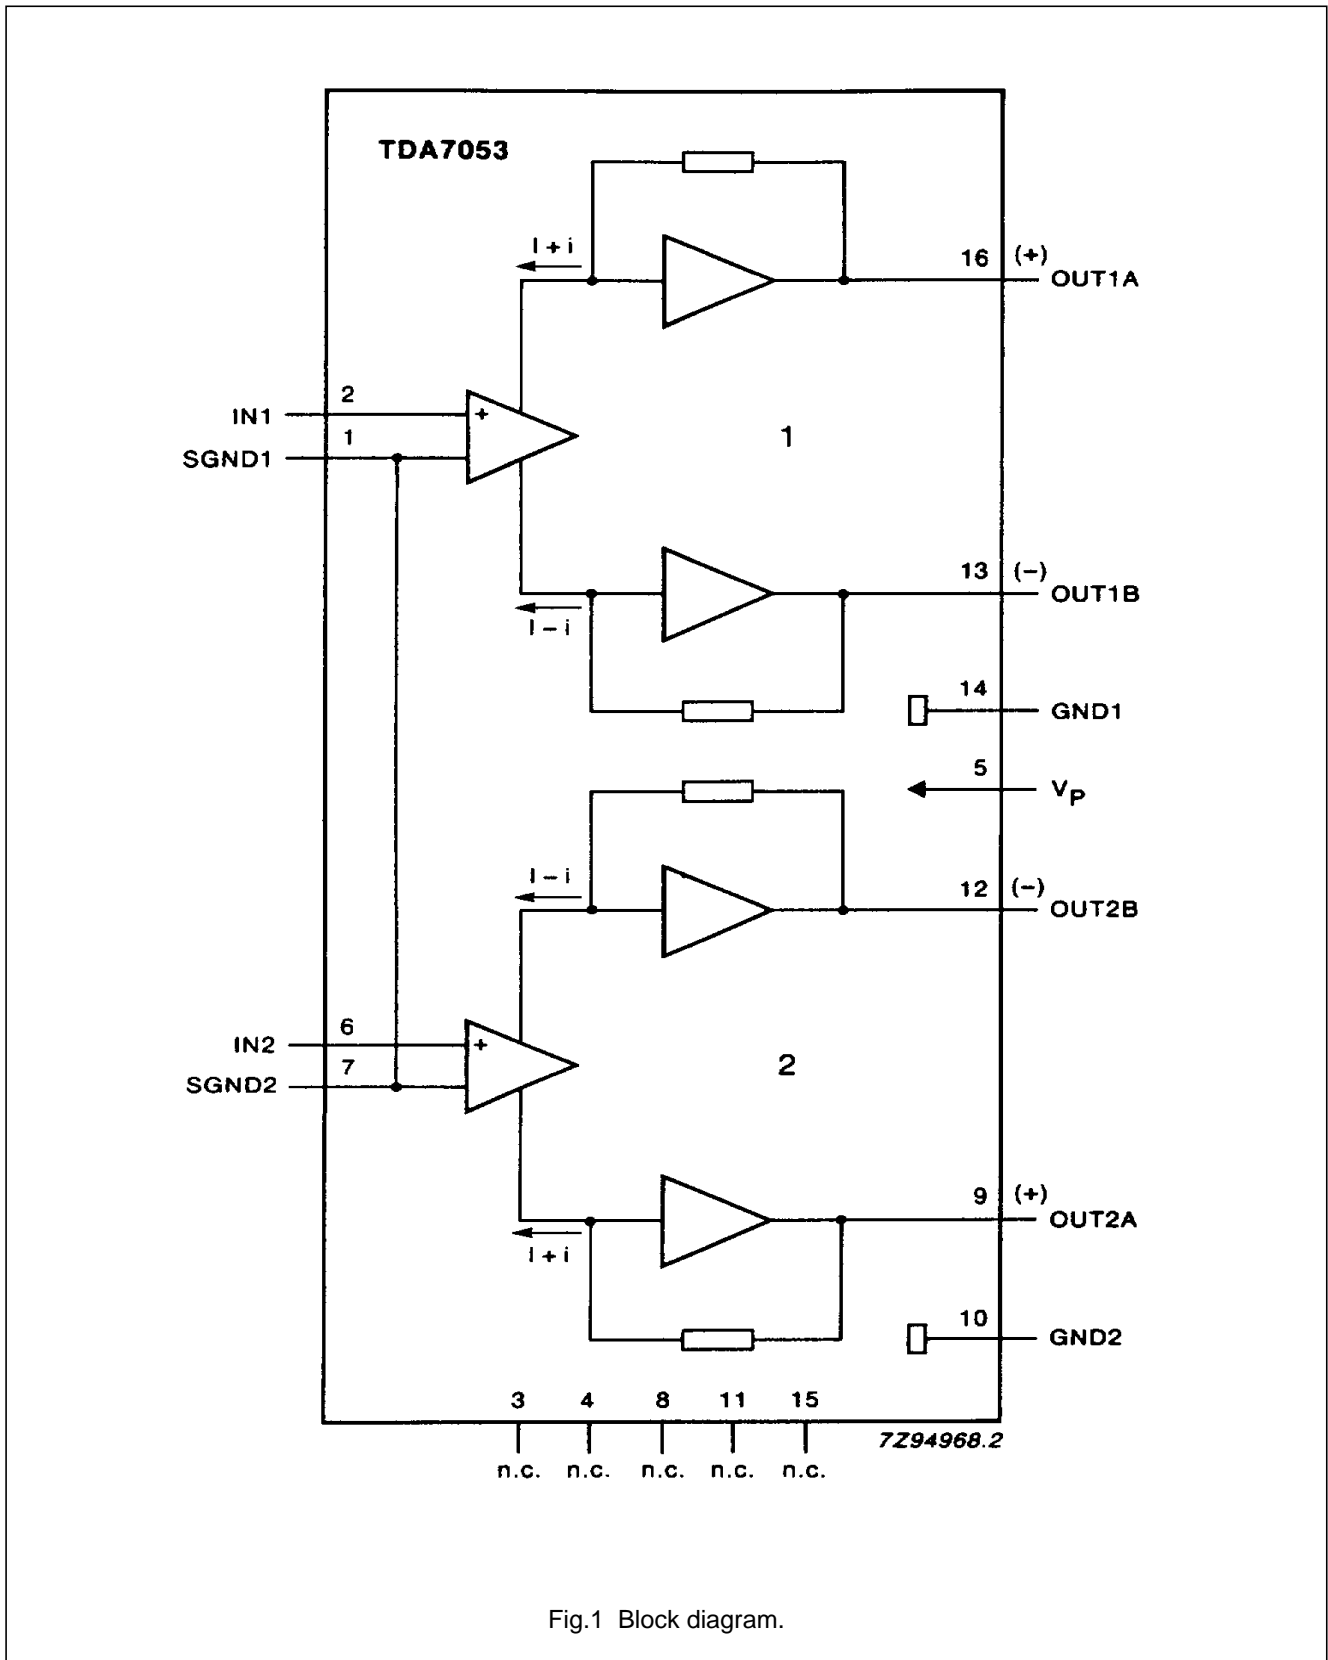 TDA7053
I + i
16 (+)
OUT1A
2
IN1
1
SGND1
1
13 (−)
OUT1B
I − i
14
GND1
5
VP
I − i
12 (−)
OUT2B
6
IN2
7
SGND2
2
9 (+)
OUT2A
I + i
10
GND2
3 4 8 11 15
7Z94968.2
n.c. n.c. n.c. n.c. n.c.
Fig.1 Block diagram.